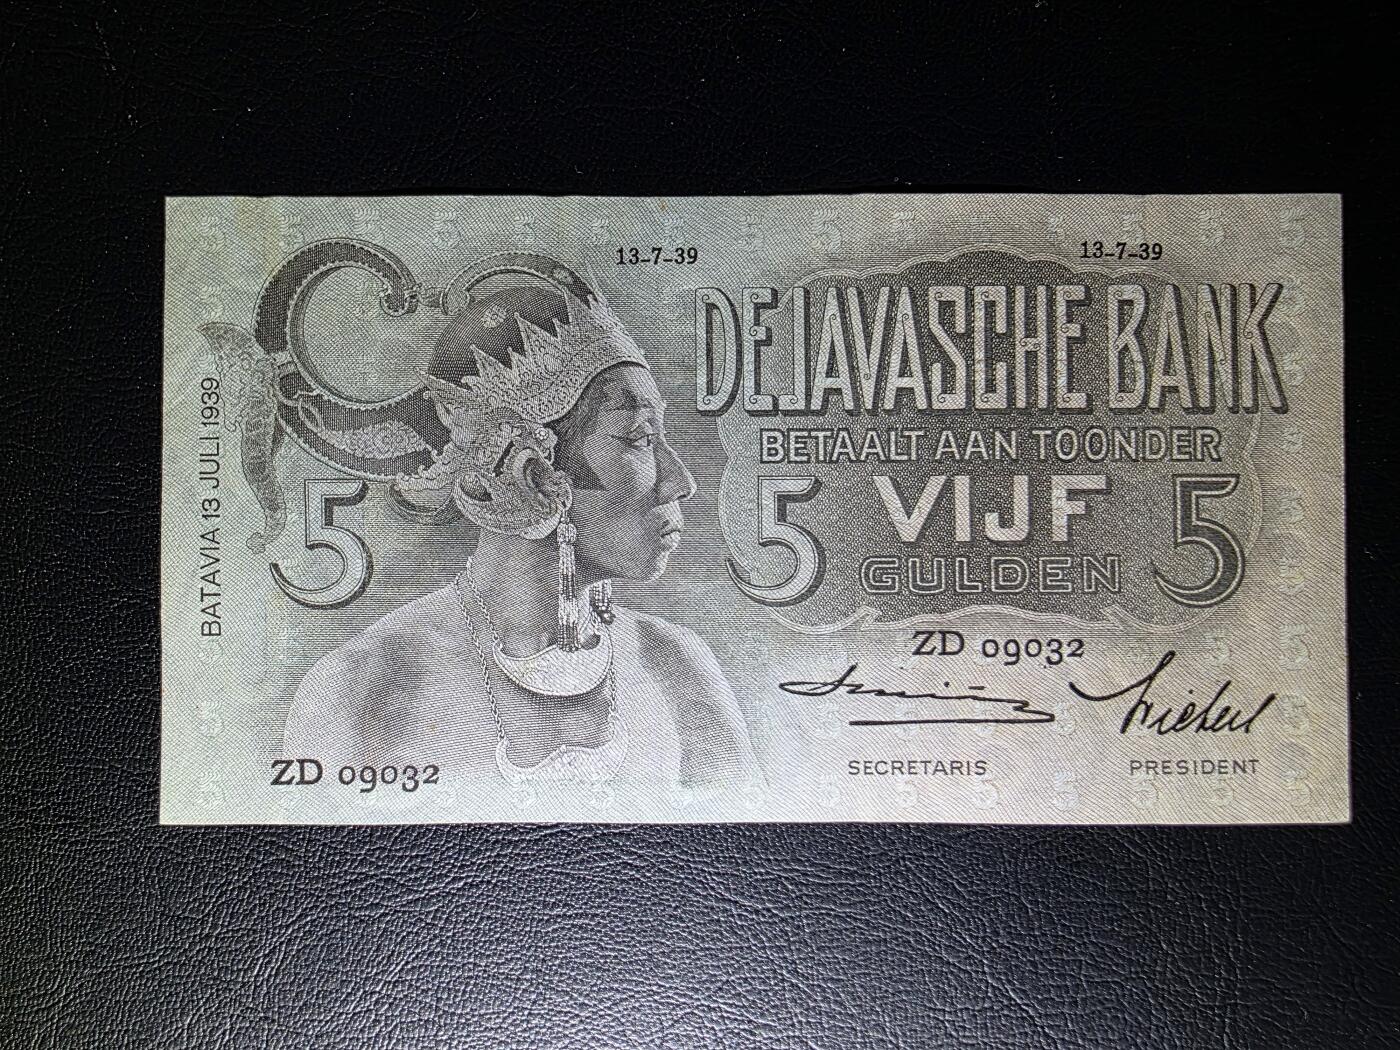 13-7-39
13-7-39
DE JAVASCHE BANK
BETAALT AAN TOONDER
5
5
VIJF
5
GULDEN
BATAVIA 13 JULI 1939
ZD 09032
SECRETARIS
PRESIDENT
ZD 09032